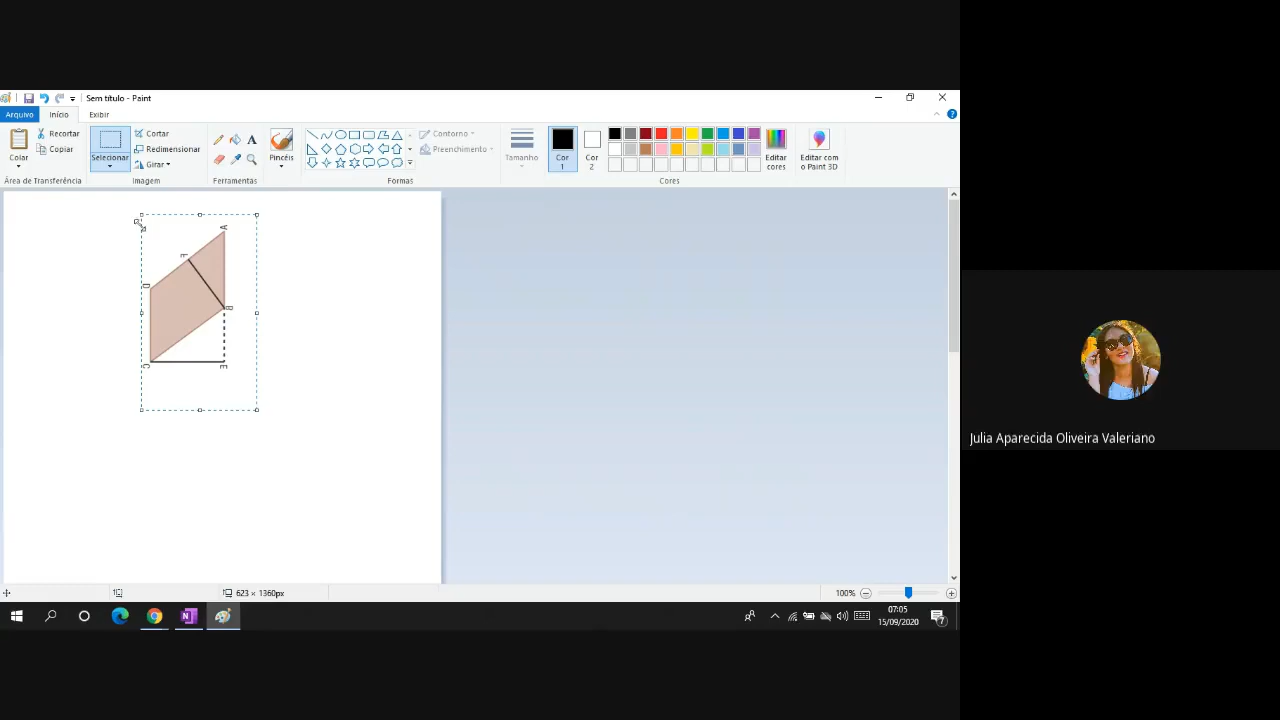 Sem título - Paint
Arquivo Início Exibir
Colar
Recortar
Copiar
Área de Transferência
Selecionar
Cortar
Redimensionar
Girar
Imagem
A
Ferramentas
Pincéis
Contorno
Preenchimento
Formas
Tamanho
Cor
1
Cor
2
Editar
cores
Editar com
o Paint 3D
Cores
A
F
D
B
C
E
623 × 1360px
100%
07:05
15/09/2020
7
Julia Aparecida Oliveira Valeriano